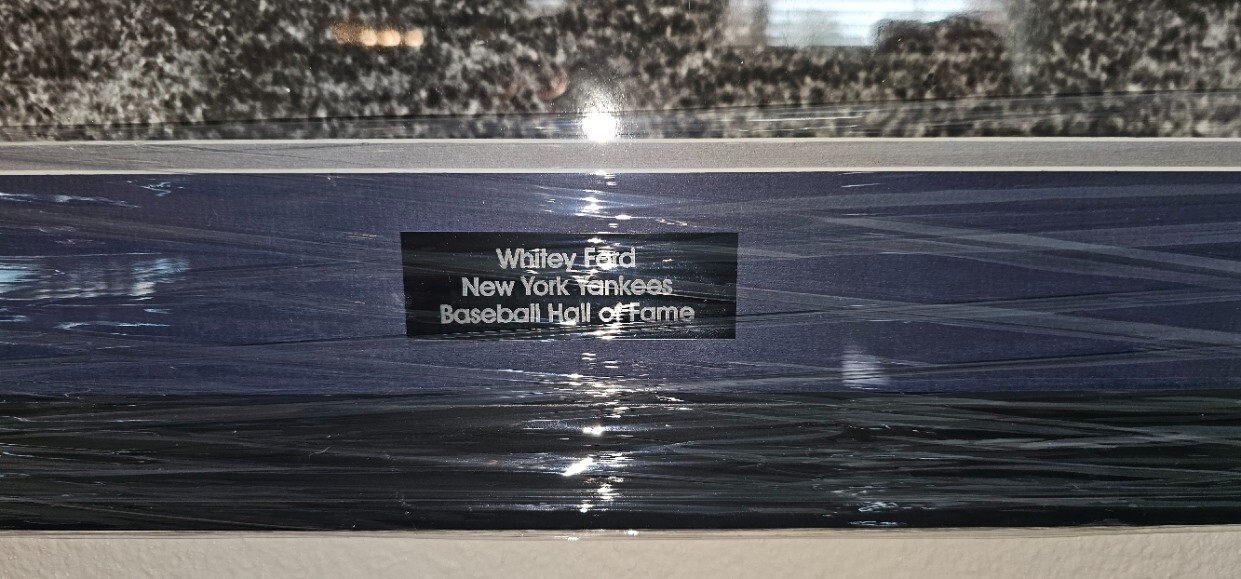 Whitey Ford
New York Yankees
Baseball Hall of Fame